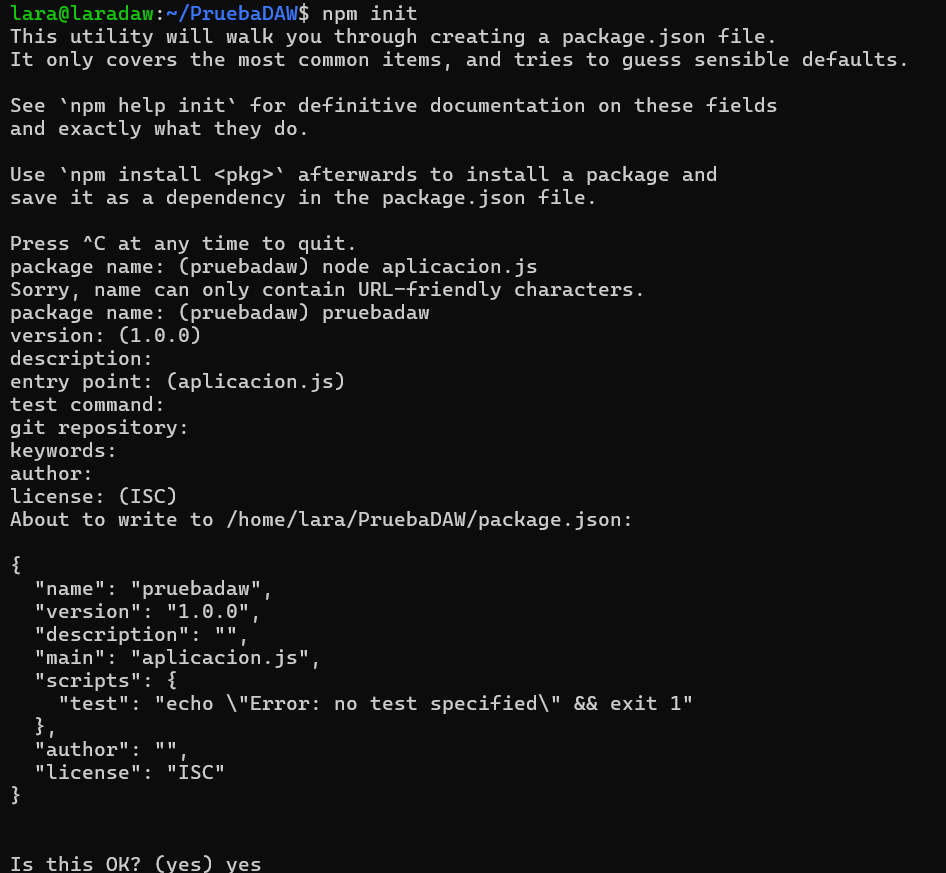 lara@laradaw:~/PruebaDAW$ npm init
This utility will walk you through creating a package.json file.
It only covers the most common items, and tries to guess sensible defaults.
See `npm help init` for definitive documentation on these fields
and exactly what they do.
Use `npm install <pkg>` afterwards to install a package and
save it as a dependency in the package.json file.
Press ^C at any time to quit.
package name: (pruebadaw) node aplicacion.js
Sorry, name can only contain URL-friendly characters.
package name: (pruebadaw) pruebadaw
version: (1.0.0)
description:
entry point: (aplicacion.js)
test command:
git repository:
keywords:
author:
license: (ISC)
About to write to /home/lara/PruebaDAW/package.json:
{
  "name": "pruebadaw",
  "version": "1.0.0",
  "description": "",
  "main": "aplicacion.js",
  "scripts": {
    "test": "echo \"Error: no test specified\" && exit 1"
  },
  "author": "",
  "license": "ISC"
}
Is this OK? (yes) yes